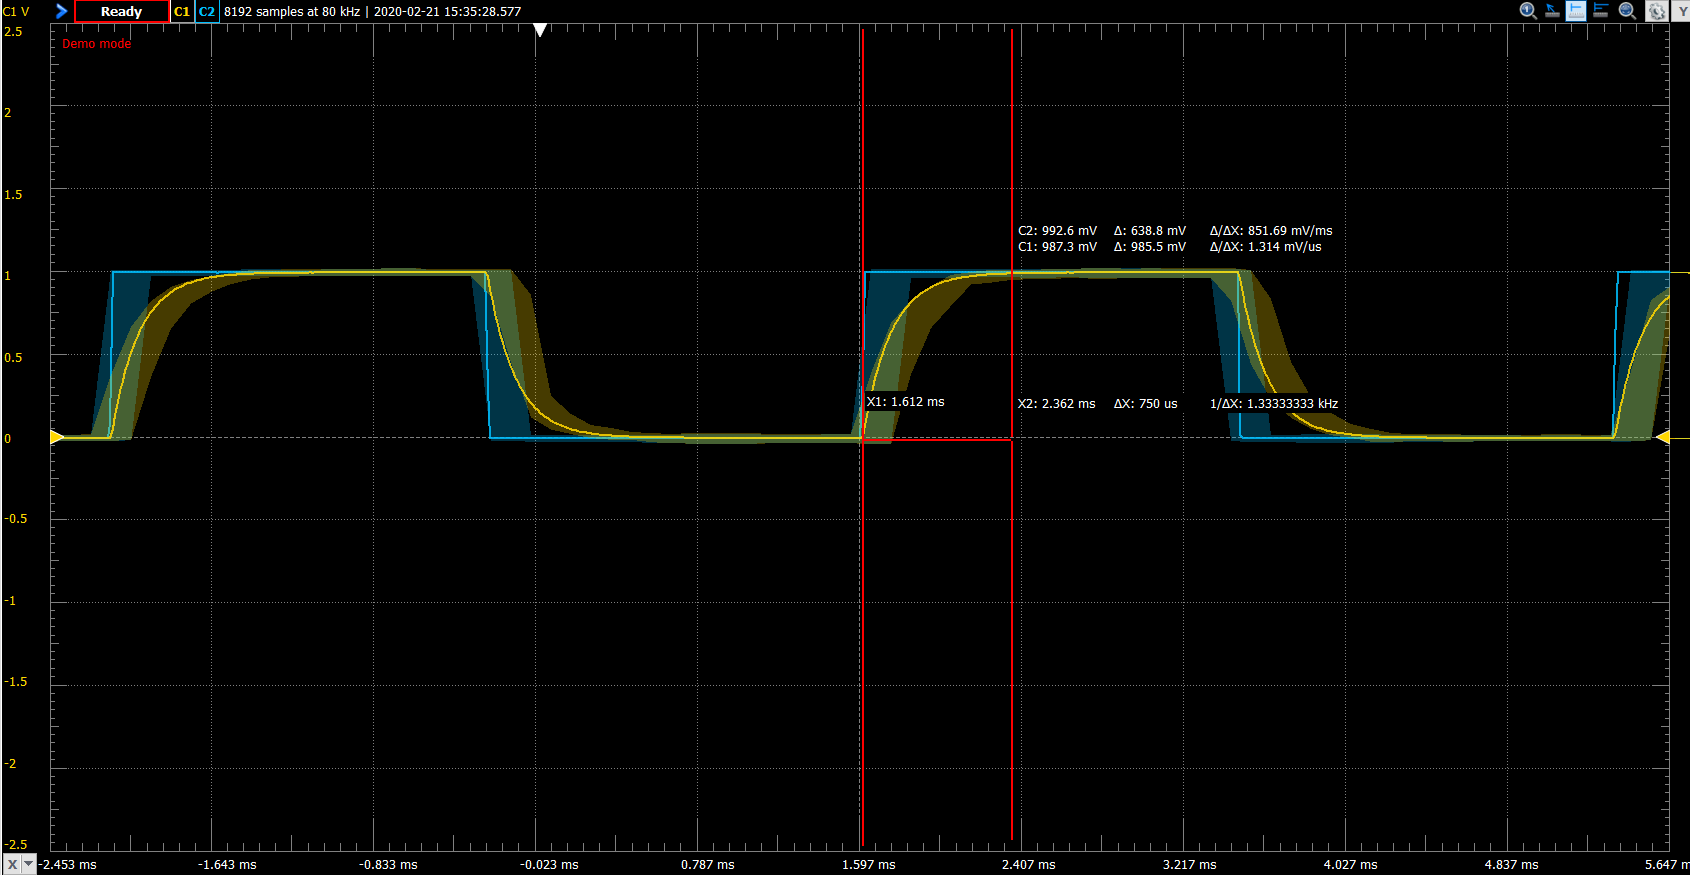 C1 V Ready C1 C2 8192 samples at 80 kHz | 2020-02-21 15:35:28.577 Y
2.5
Demo mode
2
1.5
C2: 992.6 mV Δ: 638.8 mV Δ/ΔX: 851.69 mV/ms
C1: 987.3 mV Δ: 985.5 mV Δ/ΔX: 1.314 mV/us
1
0.5
X1: 1.612 ms X2: 2.362 ms ΔX: 750 us 1/ΔX: 1.33333333 kHz
0
-0.5
-1
-1.5
-2
-2.5
X -2.453 ms -1.643 ms -0.833 ms -0.023 ms 0.787 ms 1.597 ms 2.407 ms 3.217 ms 4.027 ms 4.837 ms 5.647 m